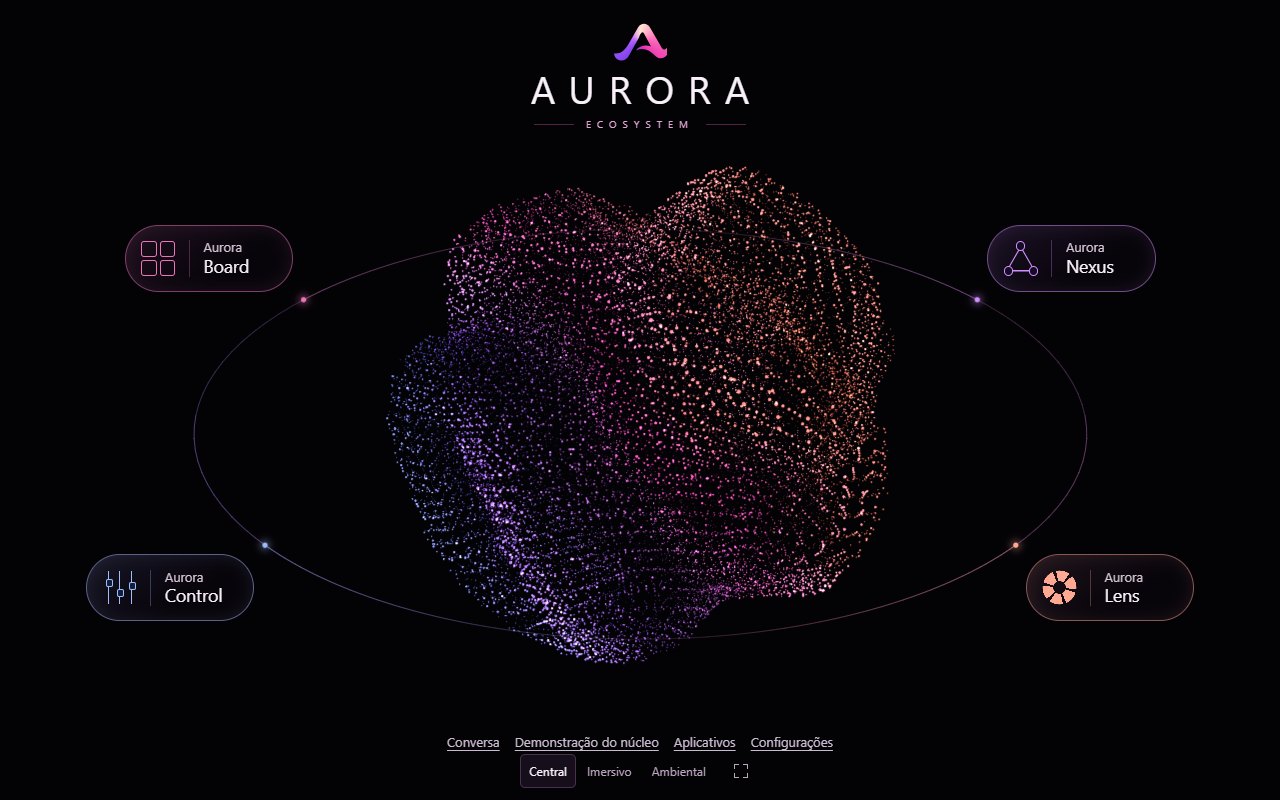 AURORA
ECOSYSTEM
Aurora
Board
Aurora
Nexus
Aurora
Control
Aurora
Lens
Conversa Demonstração do núcleo Aplicativos Configurações
Central Imersivo Ambiental